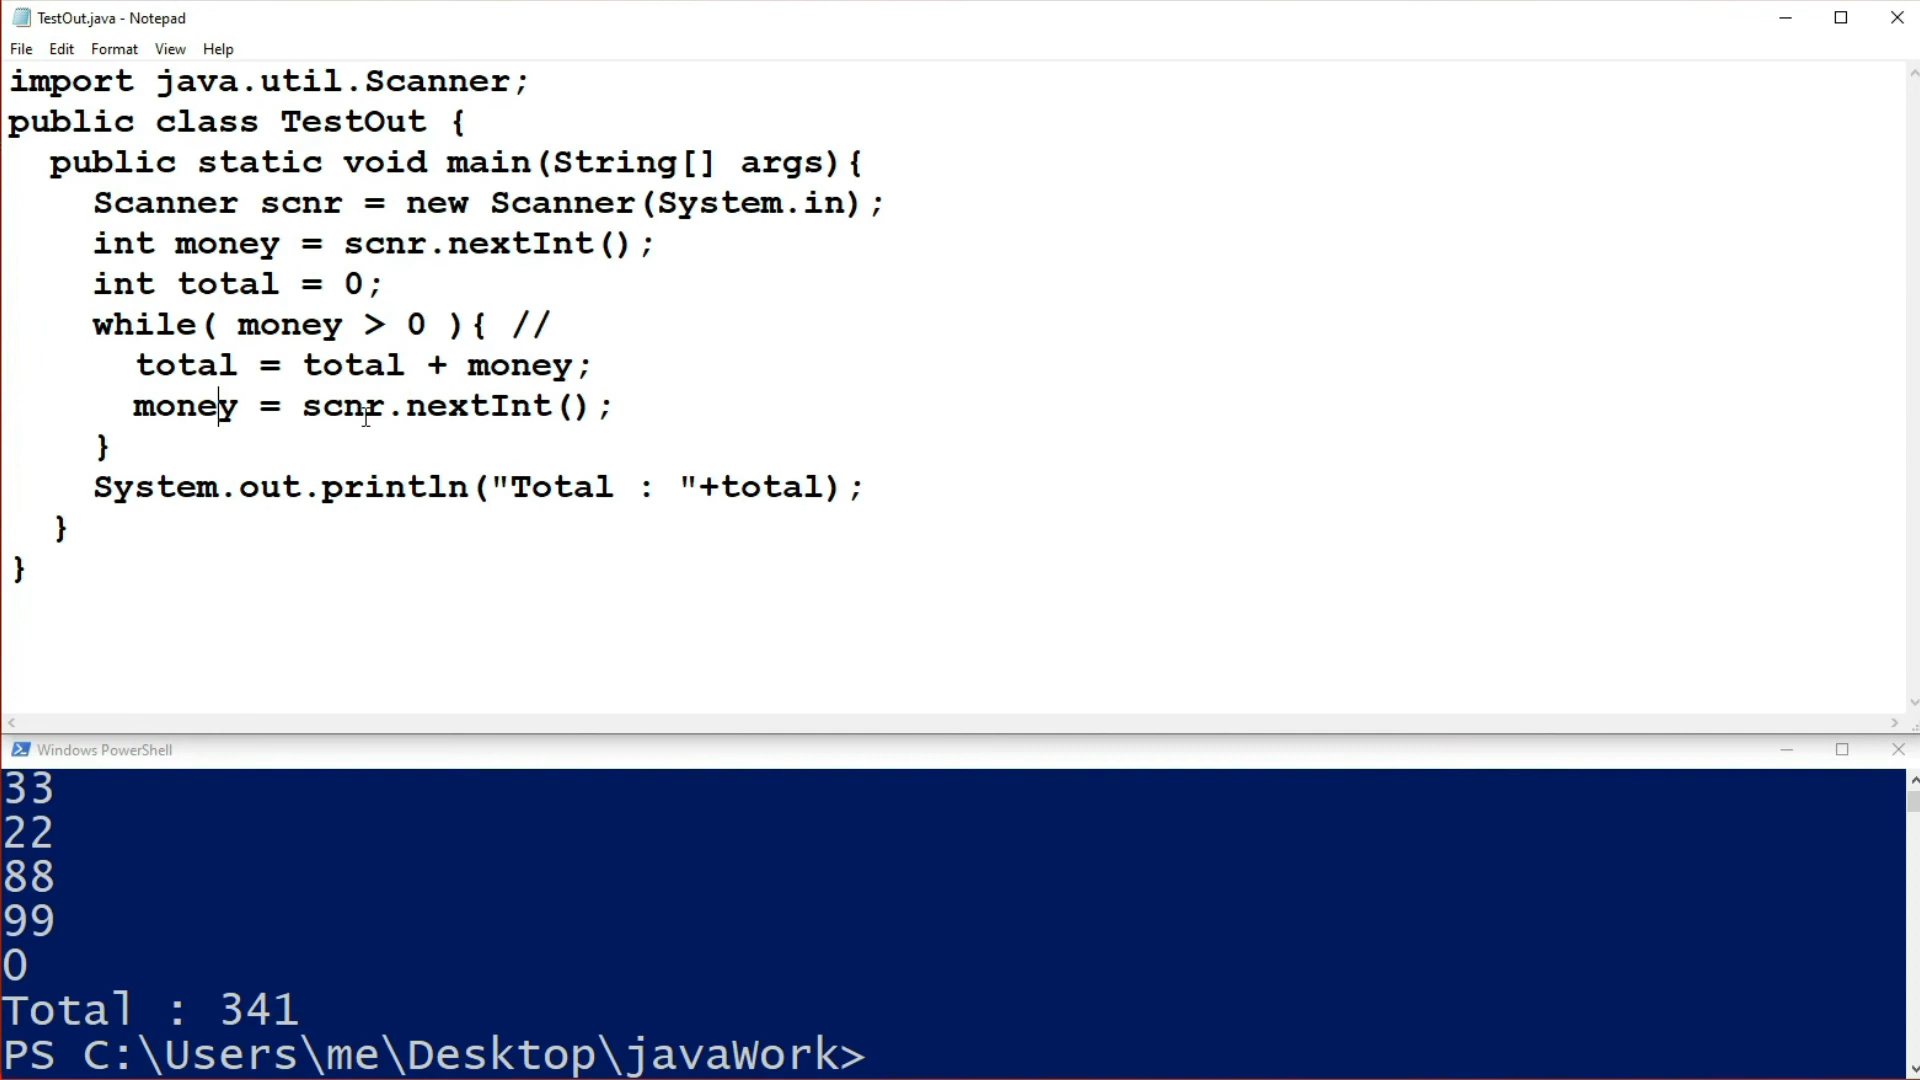 TestOut.java - Notepad
File Edit Format View Help
import java.util.Scanner;
public class TestOut {
  public static void main(String[] args){
    Scanner scnr = new Scanner(System.in);
    int money = scnr.nextInt();
    int total = 0;
    while( money > 0 ){ //
      total = total + money;
      money = scnr.nextInt();
    }
    System.out.println("Total : "+total);
  }
}
Windows PowerShell
33
22
88
99
0
Total : 341
PS C:\Users\me\Desktop\javaWork>